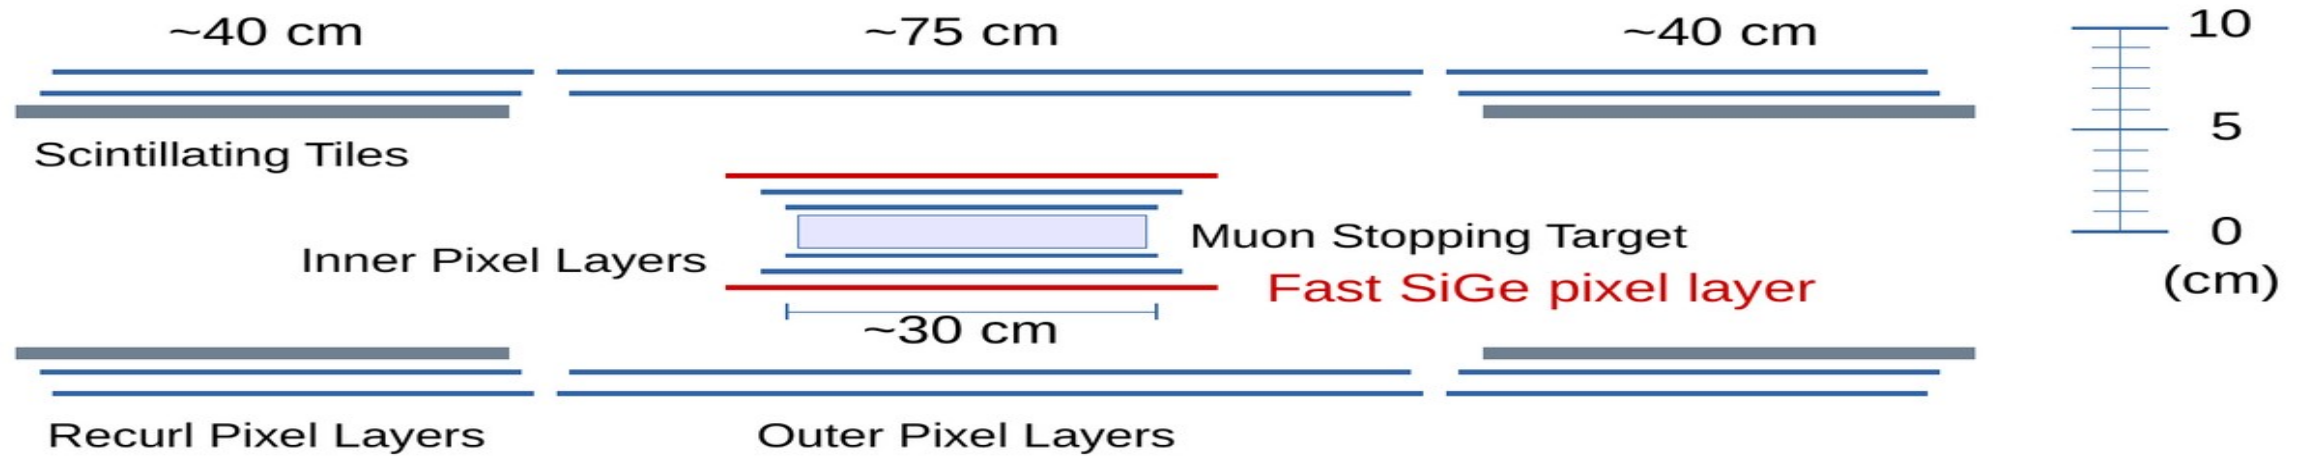 ~40 cm
~75 cm
~40 cm
10
Scintillating Tiles
5
Muon Stopping Target
0
Inner Pixel Layers
Fast SiGe pixel layer
(cm)
~30 cm
Recurl Pixel Layers
Outer Pixel Layers